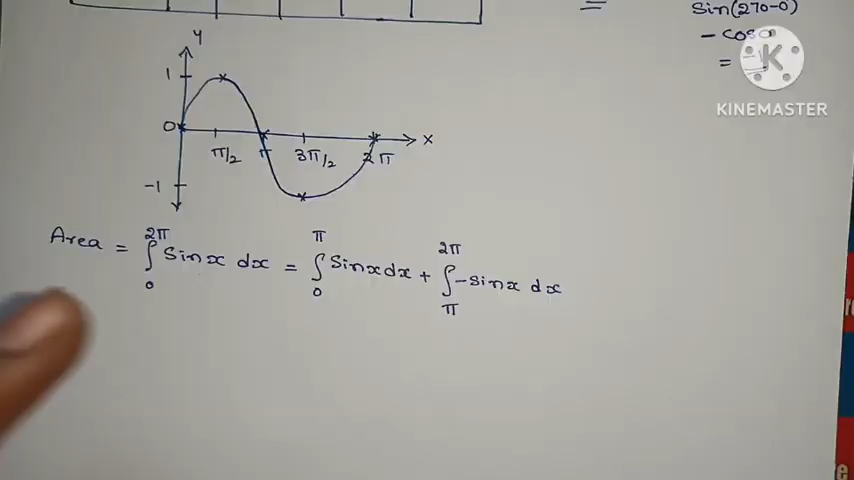 Sin(270-0)
- cos
=
=
KINEMASTER
y
1
0
π/2 π 3π/2 2π x
-1
Area = ∫₀^2π Sinx dx = ∫₀^π Sinx dx + ∫π^2π -sinx dx